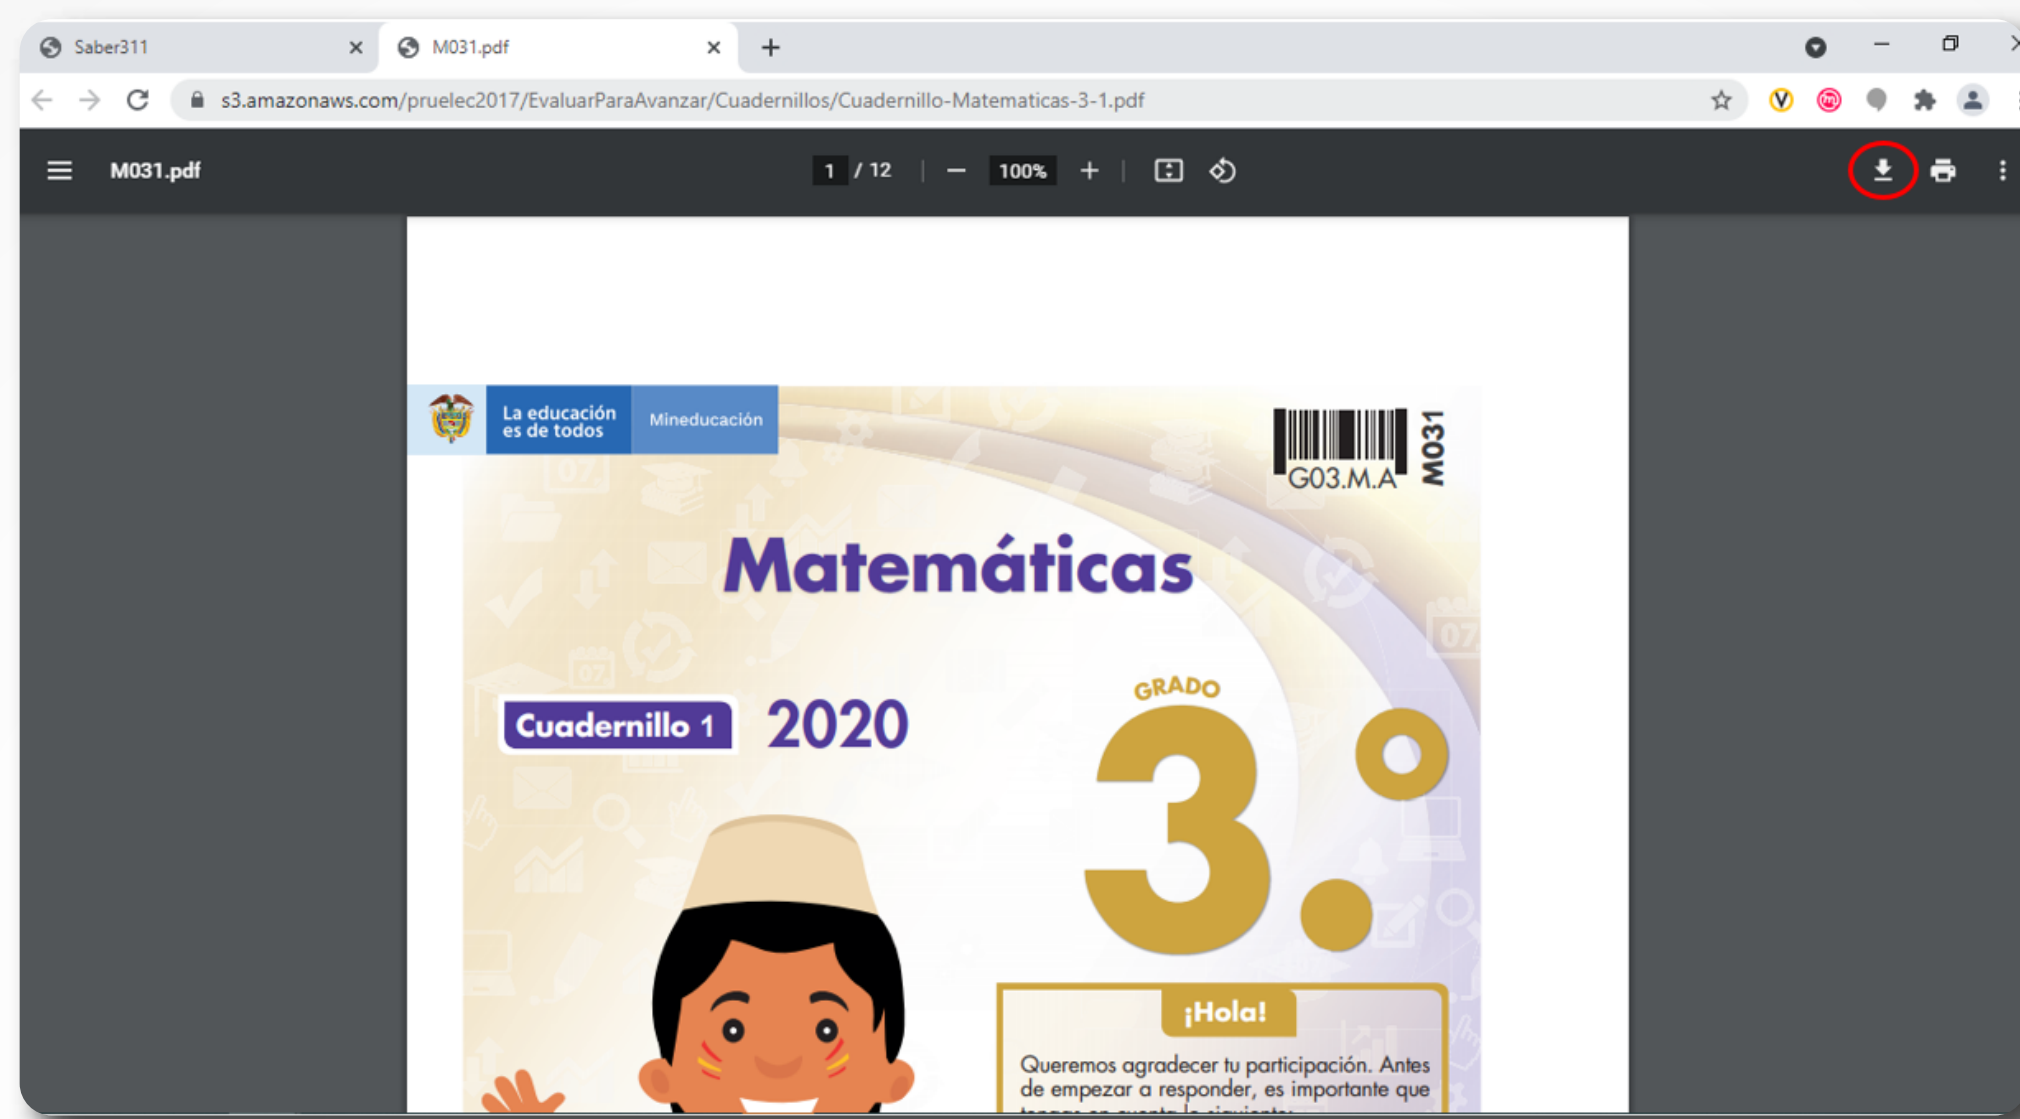 Saber311
M031.pdf
s3.amazonaws.com/pruelec2017/EvaluarParaAvanzar/Cuadernillos/Cuadernillo-Matematicas-3-1.pdf
M031.pdf
1 / 12
100%
La educación
es de todos
Mineducación
G03.M.A
M031
Matemáticas
Cuadernillo 1
2020
GRADO
3.°
¡Hola!
Queremos agradecer tu participación. Antes
de empezar a responder, es importante que